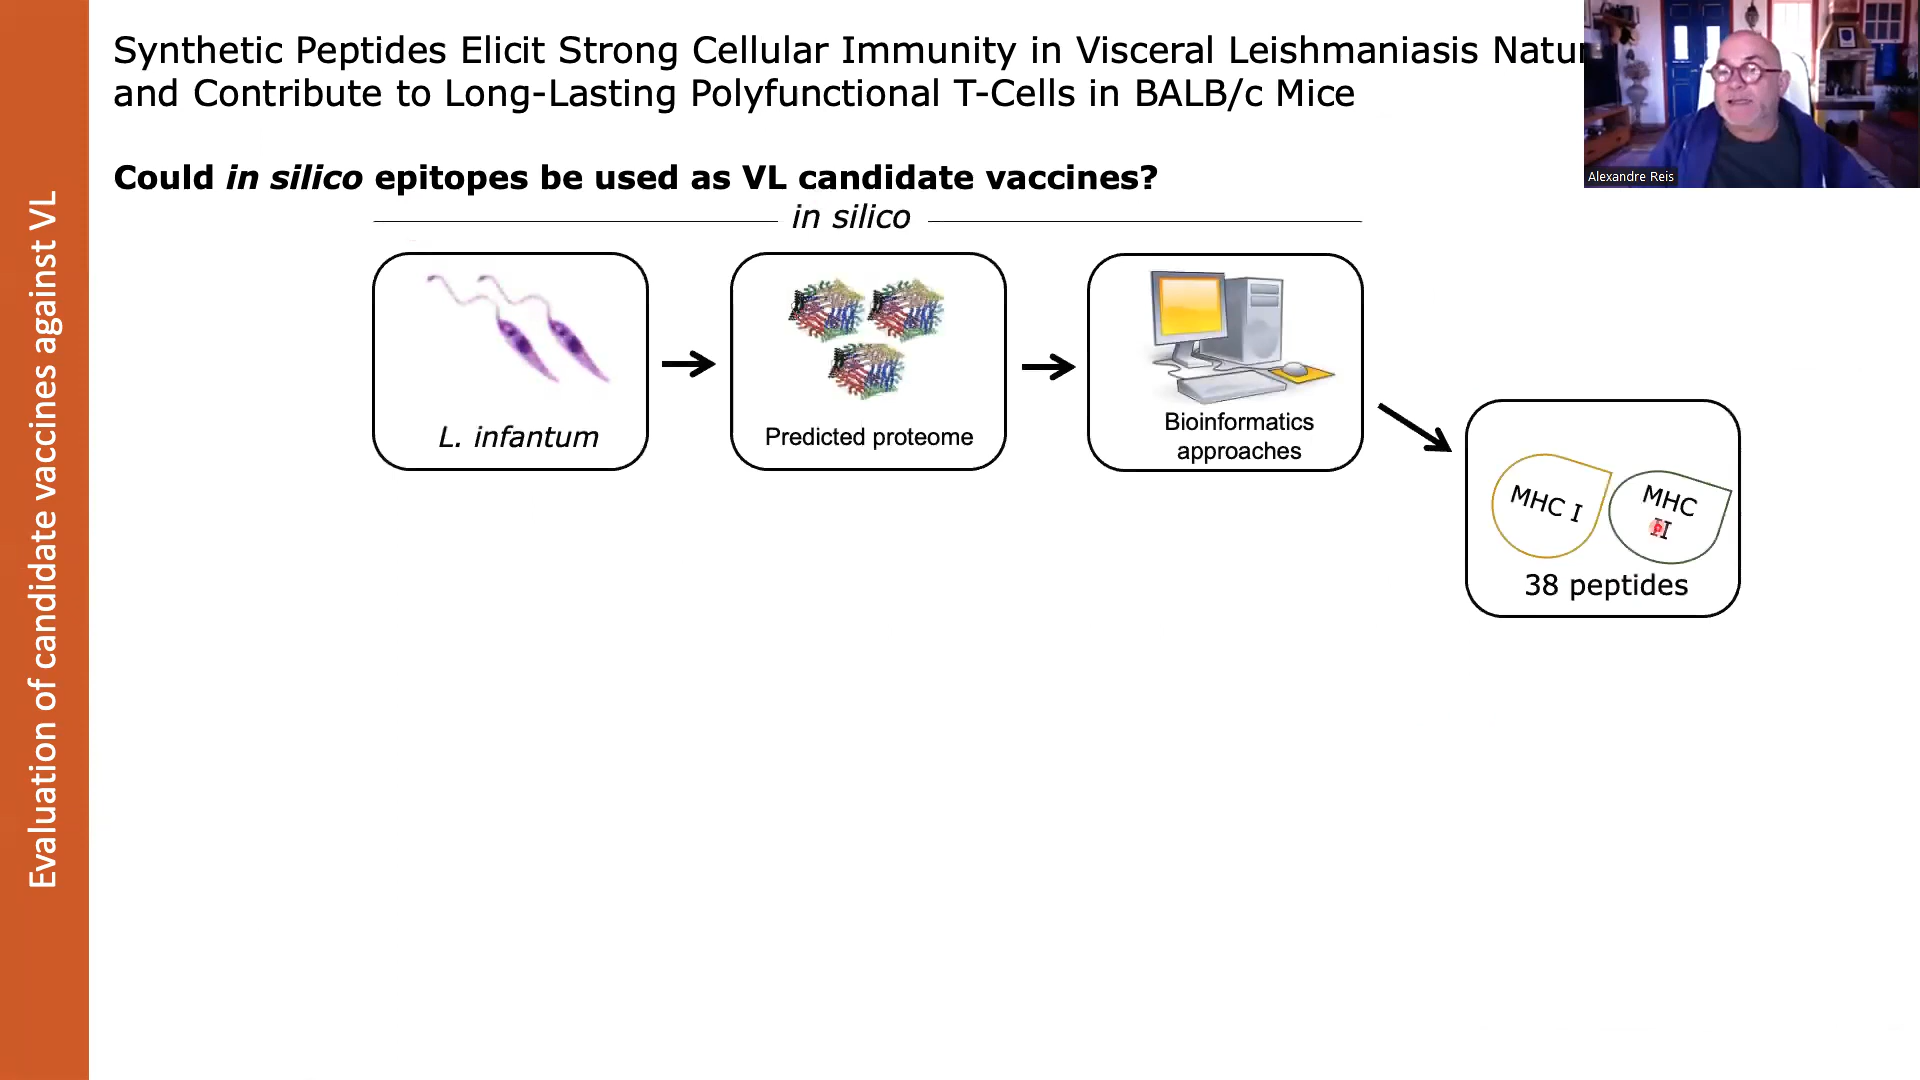 Synthetic Peptides Elicit Strong Cellular Immunity in Visceral Leishmaniasis
and Contribute to Long-Lasting Polyfunctional T-Cells in BALB/c Mice
Alexandre Reis
Could in silico epitopes be used as VL candidate vaccines?
in silico
L. infantum
Predicted proteome
Bioinformatics
approaches
MHC I
MHC
II
38 peptides
Evaluation of candidate vaccines against VL